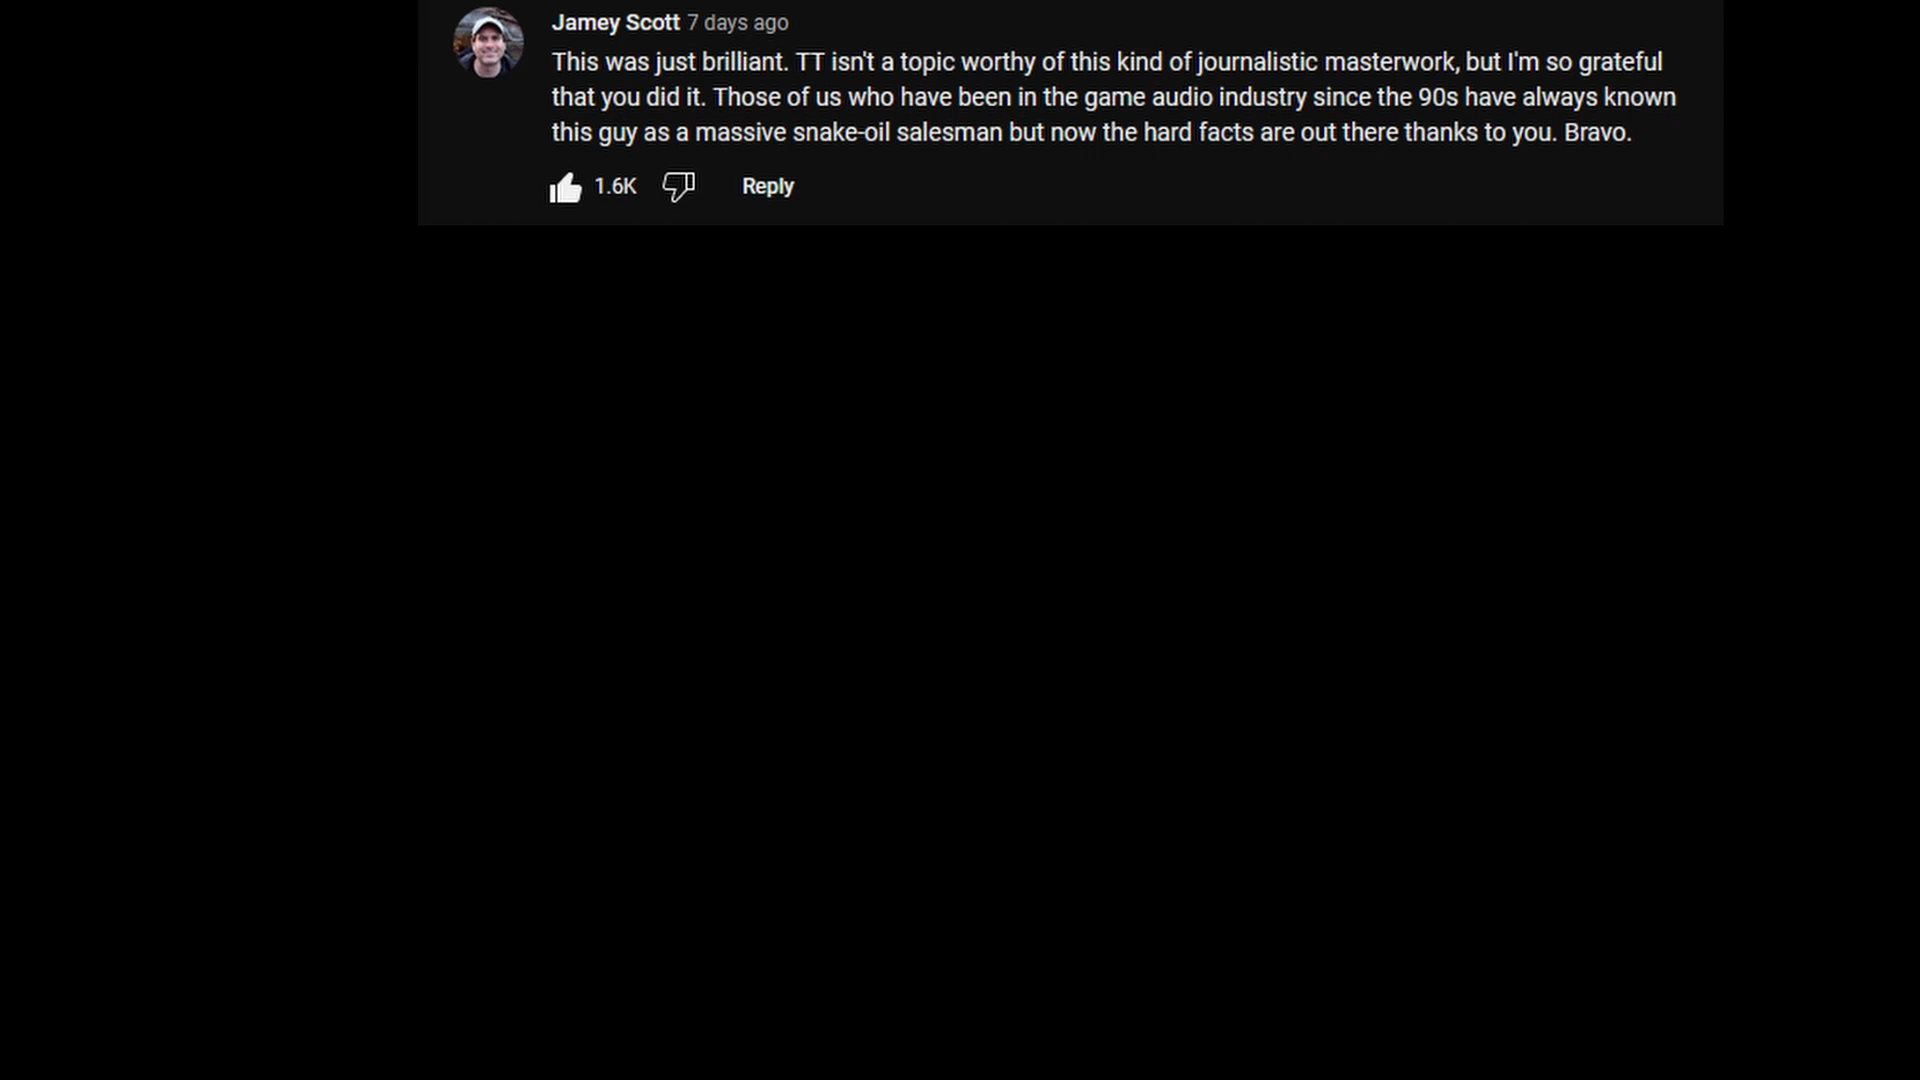 Jamey Scott 7 days ago
This was just brilliant. TT isn't a topic worthy of this kind of journalistic masterwork, but I'm so grateful
that you did it. Those of us who have been in the game audio industry since the 90s have always known
this guy as a massive snake-oil salesman but now the hard facts are out there thanks to you. Bravo.
1.6K Reply